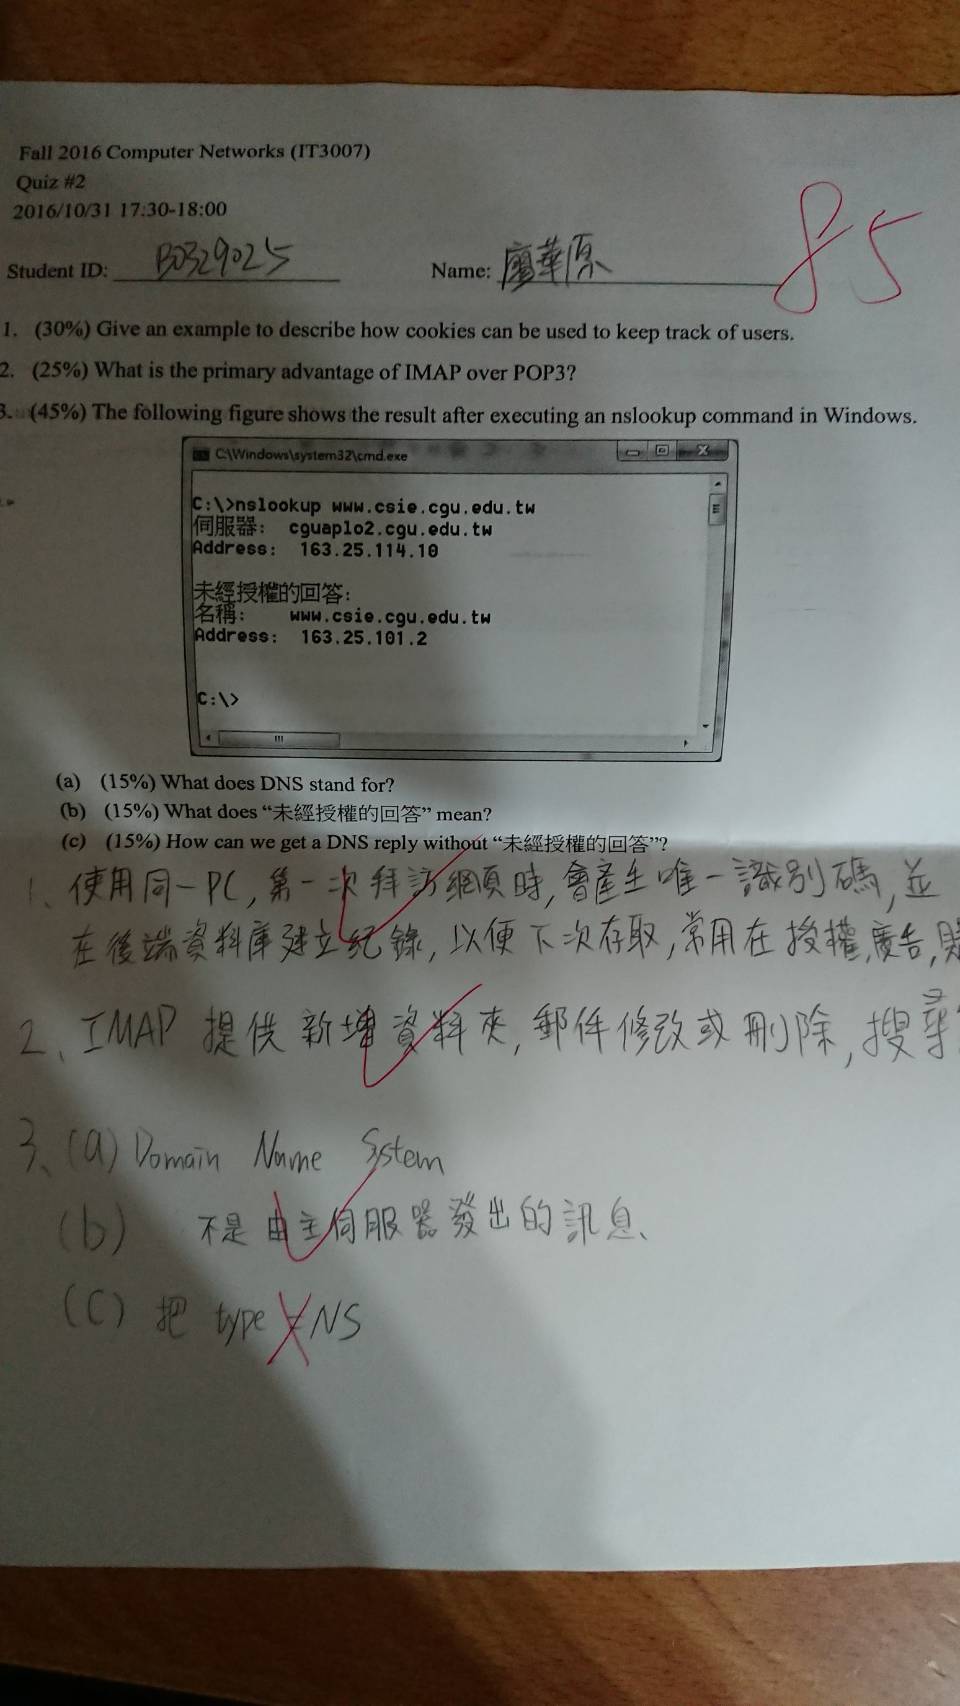 Fall 2016 Computer Networks (IT3007)
Quiz #2
2016/10/31 17:30-18:00
85
Student ID: B0329025 Name: 廖華原
1. (30%) Give an example to describe how cookies can be used to keep track of users.
2. (25%) What is the primary advantage of IMAP over POP3?
3. (45%) The following figure shows the result after executing an nslookup command in Windows.
C:\Windows\system32\cmd.exe
C:\>nslookup www.csie.cgu.edu.tw
伺服器: cguaplo2.cgu.edu.tw
Address: 163.25.114.10
未經授權的回答:
名稱: www.csie.cgu.edu.tw
Address: 163.25.101.2
C:\>
(a) (15%) What does DNS stand for?
(b) (15%) What does “未經授權的回答” mean?
(c) (15%) How can we get a DNS reply without “未經授權的回答”?
1、使用同一PC,第一次拜訪網頁時,會產生唯一識別碼,並
在後端資料庫建立紀錄,以便下次存取,常用在授權,廣告,
2、IMAP 提供新增資料夾,郵件修改或刪除,搜尋
3、(a) Domain Name System
(b) 不是由主伺服器發出的訊息、
(c) 把 type=NS